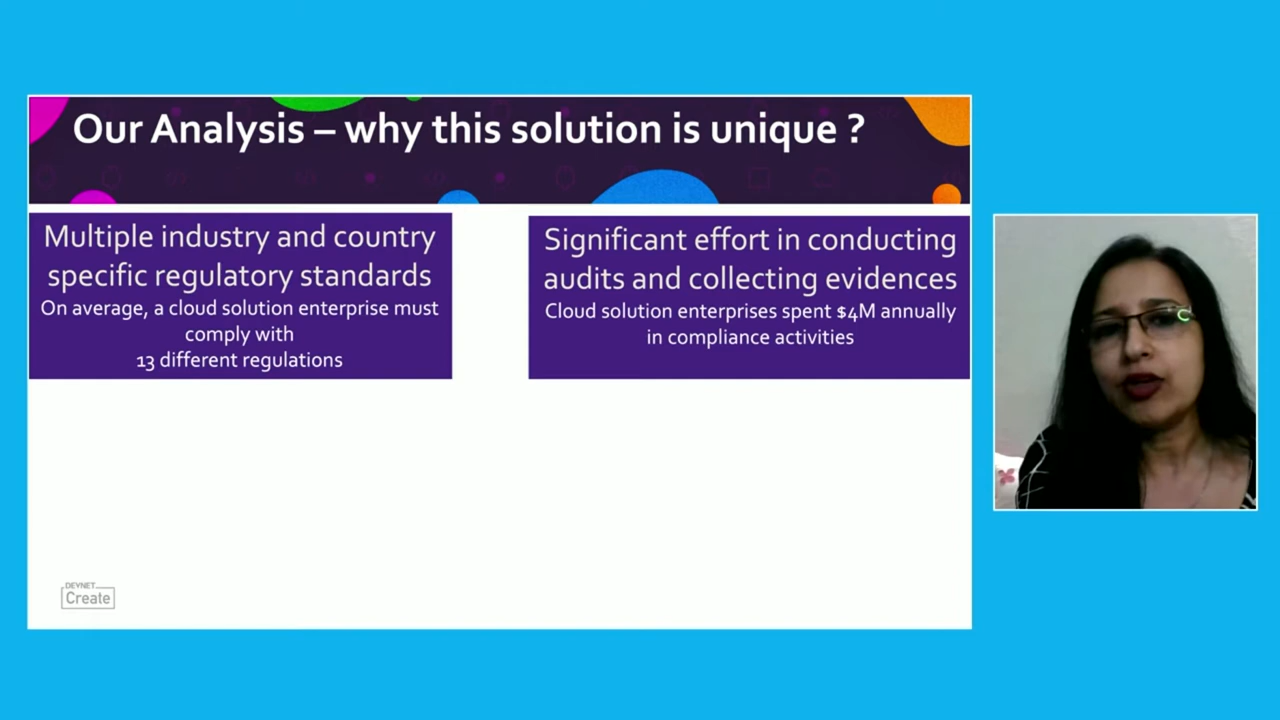 Our Analysis – why this solution is unique ?
Multiple industry and country
specific regulatory standards
On average, a cloud solution enterprise must
comply with
13 different regulations
Significant effort in conducting
audits and collecting evidences
Cloud solution enterprises spent $4M annually
in compliance activities
DEVNET
Create